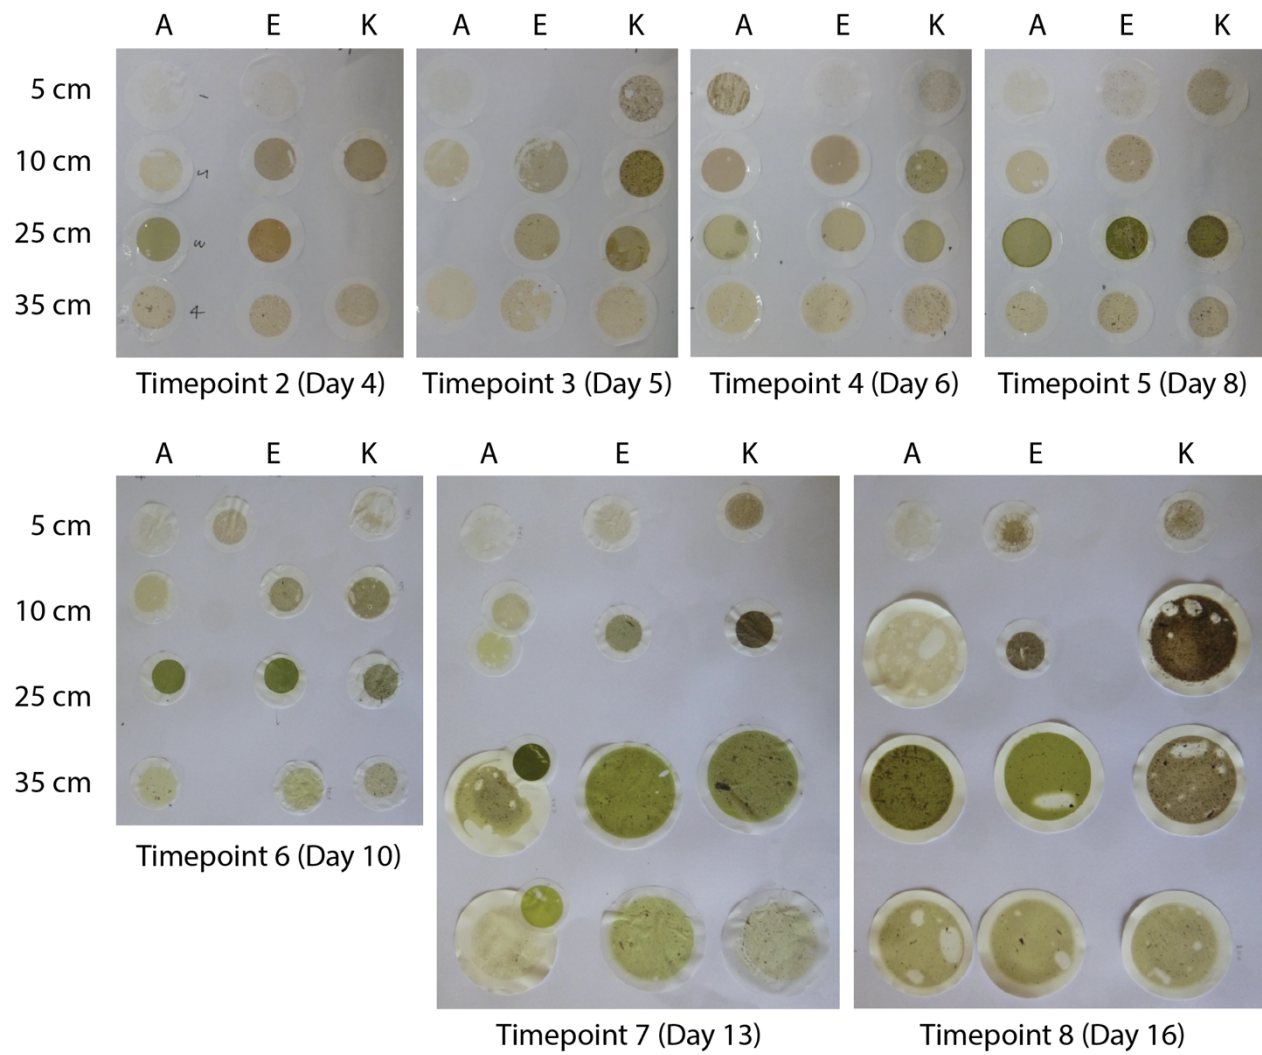 A E K A E K A E K A E K
5 cm
10 cm
25 cm
35 cm
4
Timepoint 2 (Day 4) Timepoint 3 (Day 5) Timepoint 4 (Day 6) Timepoint 5 (Day 8)
A E K A E K A E K
5 cm
10 cm
25 cm
35 cm
Timepoint 6 (Day 10)
Timepoint 7 (Day 13) Timepoint 8 (Day 16)